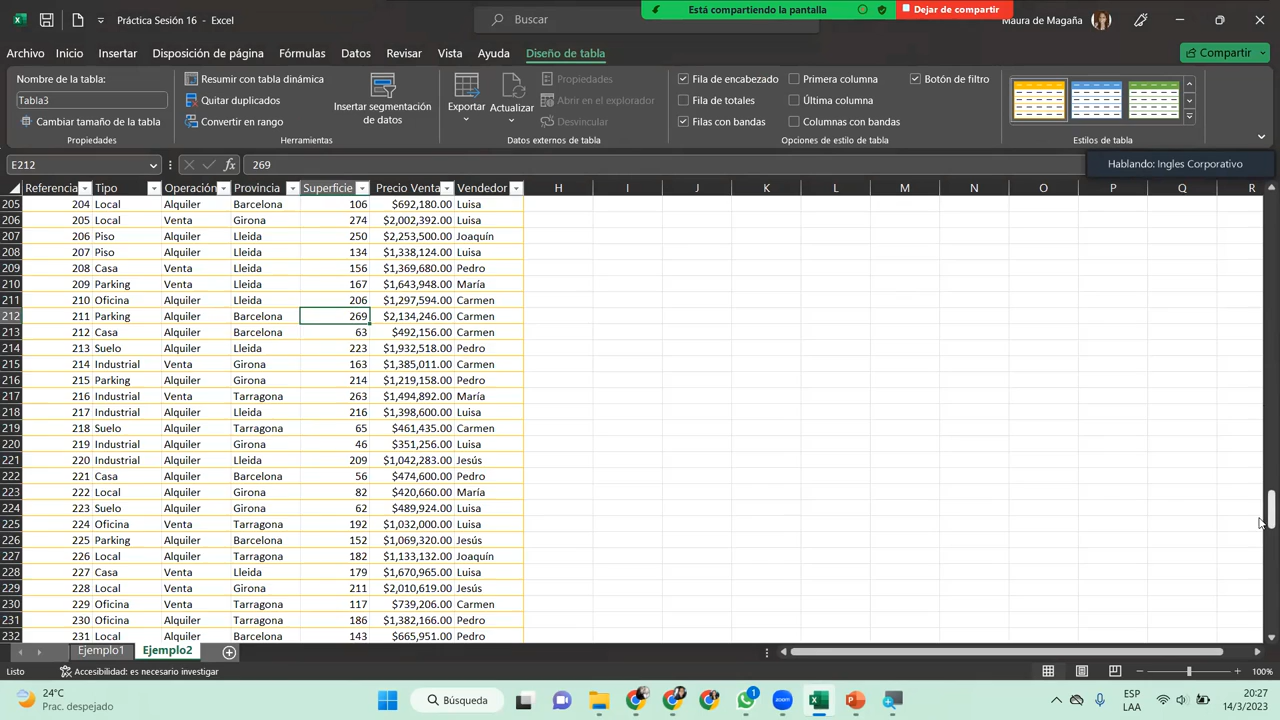 Práctica Sesión 16 - Excel
Buscar
Está compartiendo la pantalla
Dejar de compartir
Maura de Magaña
Archivo Inicio Insertar Disposición de página Fórmulas Datos Revisar Vista Ayuda Diseño de tabla
Compartir
Nombre de la tabla:
Tabla3
Cambiar tamaño de la tabla
Propiedades
Resumir con tabla dinámica
Quitar duplicados
Convertir en rango
Insertar segmentación de datos
Herramientas
Exportar
Actualizar
Propiedades
Abrir en el explorador
Desvincular
Datos externos de tabla
Fila de encabezado Primera columna Botón de filtro
Fila de totales Última columna
Filas con bandas Columnas con bandas
Opciones de estilo de tabla
Estilos de tabla
E212 fx 269
Hablando: Ingles Corporativo
Referencia Tipo Operación Provincia Superficie Precio Venta Vendedor H I J K L M N O P Q R
205 204 Local Alquiler Barcelona 106 $692,180.00 Luisa
206 205 Local Venta Girona 274 $2,002,392.00 Luisa
207 206 Piso Alquiler Lleida 250 $2,253,500.00 Joaquín
208 207 Piso Alquiler Lleida 134 $1,338,124.00 Luisa
209 208 Casa Venta Lleida 156 $1,369,680.00 Pedro
210 209 Parking Venta Lleida 167 $1,643,948.00 María
211 210 Oficina Alquiler Lleida 206 $1,297,594.00 Carmen
212 211 Parking Alquiler Barcelona 269 $2,134,246.00 Carmen
213 212 Casa Alquiler Barcelona 63 $492,156.00 Carmen
214 213 Suelo Alquiler Lleida 223 $1,932,518.00 Pedro
215 214 Industrial Venta Girona 163 $1,385,011.00 Carmen
216 215 Parking Alquiler Girona 214 $1,219,158.00 Pedro
217 216 Industrial Venta Tarragona 263 $1,494,892.00 María
218 217 Industrial Alquiler Lleida 216 $1,398,600.00 Luisa
219 218 Suelo Alquiler Tarragona 65 $461,435.00 Carmen
220 219 Industrial Alquiler Girona 46 $351,256.00 Luisa
221 220 Industrial Alquiler Lleida 209 $1,042,283.00 Jesús
222 221 Casa Alquiler Barcelona 56 $474,600.00 Pedro
223 222 Local Alquiler Girona 82 $420,660.00 María
224 223 Suelo Alquiler Girona 62 $489,924.00 Luisa
225 224 Oficina Venta Tarragona 192 $1,032,000.00 Luisa
226 225 Parking Alquiler Barcelona 152 $1,069,320.00 Jesús
227 226 Local Alquiler Tarragona 182 $1,133,132.00 Joaquín
228 227 Casa Venta Lleida 179 $1,670,965.00 Luisa
229 228 Local Venta Girona 211 $2,010,619.00 Jesús
230 229 Oficina Venta Tarragona 117 $739,206.00 Carmen
231 230 Oficina Alquiler Tarragona 186 $1,382,166.00 Pedro
232 231 Local Alquiler Barcelona 143 $665,951.00 Pedro
Ejemplo1 Ejemplo2
Listo Accesibilidad: es necesario investigar 100%
24°C
Prac. despejado
Búsqueda
1
zoom
ESP
LAA
20:27
14/3/2023